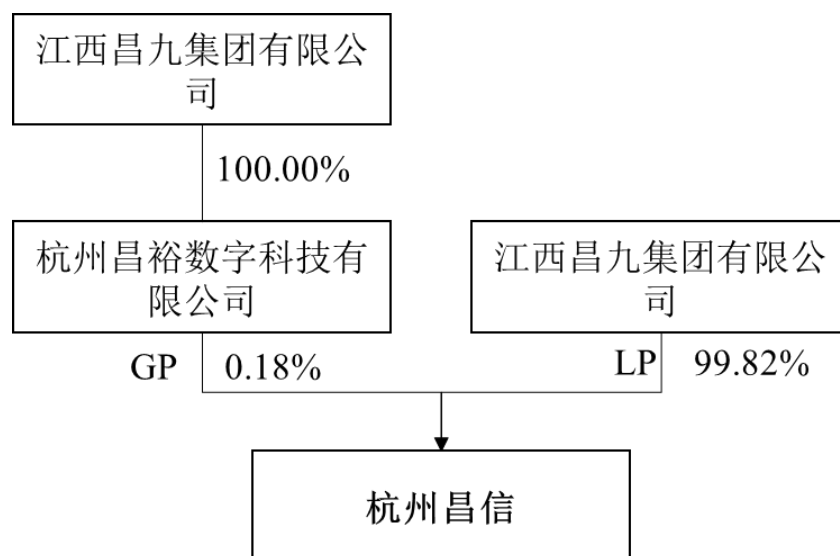 江西昌九集团有限公
司
100.00%
杭州昌裕数字科技有
限公司
江西昌九集团有限公
司
GP 0.18%
LP 99.82%
杭州昌信